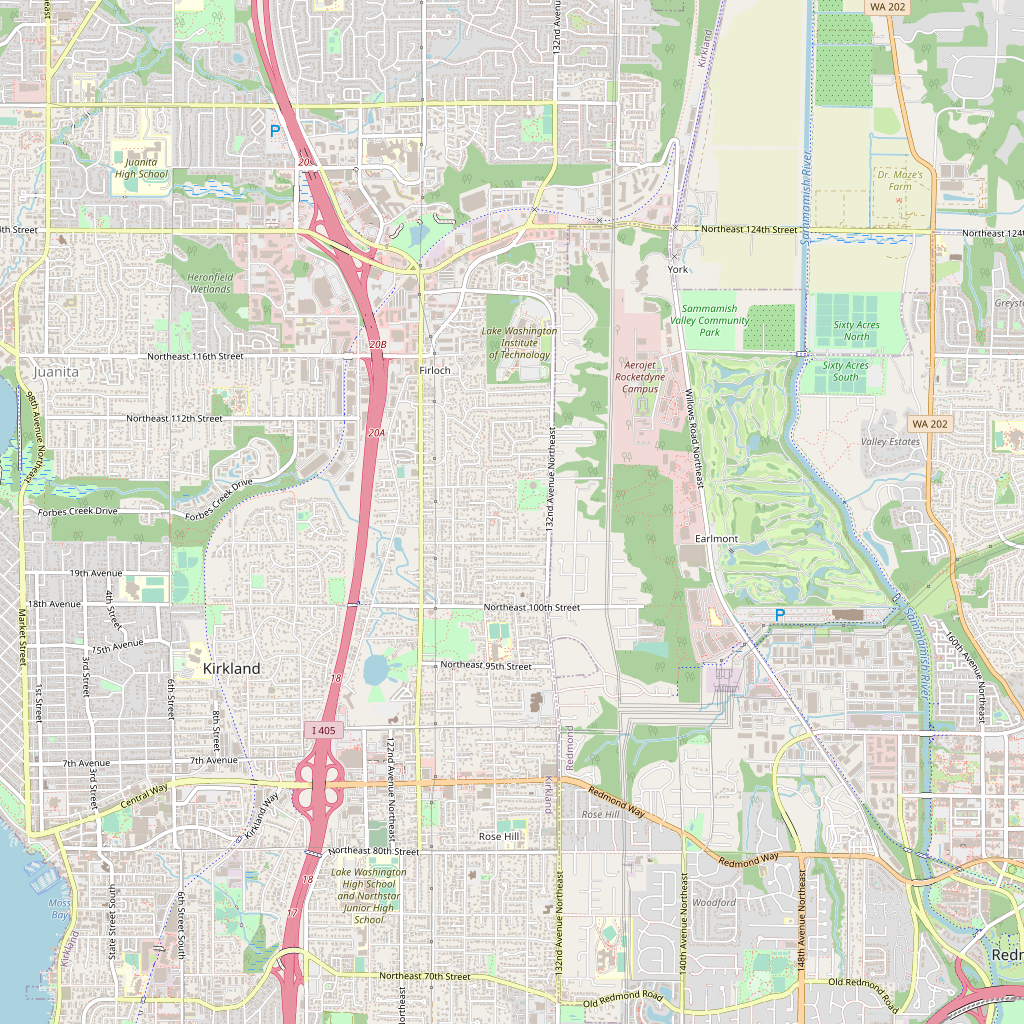 WA 202
132nd Avenue
Kirkland
P
20
Juanita
High School
Sammamish River
Dr. Maze's
Farm
Northeast 124th Street
Northeast 124th
York
Heronfield
Wetlands
Sammamish
Valley Community
Park
Sixty Acres
North
Lake Washington
Institute
of Technology
20B
Northeast 116th Street
Juanita
Firloch
Aerojet
Rocketdyne
Campus
Sixty Acres
South
98th Avenue Northeast
Northeast 112th Street
20A
Willows Road Northeast
WA 202
Valley Estates
132nd Avenue Northeast
Forbes Creek Drive
Forbes Creek Drive
Earlmont
19th Avenue
18th Avenue
4th Street
Northeast 100th Street
P
Sammamish River
Market Street
15th Avenue
3rd Street
Kirkland
Northeast 95th Street
160th Avenue Northeast
1st Street
6th Street
8th Street
18
I 405
Redmond
Kirkland
7th Avenue
7th Avenue
3rd Street
122nd Avenue Northeast
Central Way
Kirkland Way
Redmond Way
Rose Hill
Rose Hill
Northeast 80th Street
Redmond Way
Lake Washington
High School
and Northstar
Junior High
School
18
17
Moss
Bay
Kirkland
State Street South
6th Street South
132nd Avenue Northeast
140th Avenue Northeast
Woodford
148th Avenue Northeast
Northeast 70th Street
Old Redmond Road
Old Redmond Road